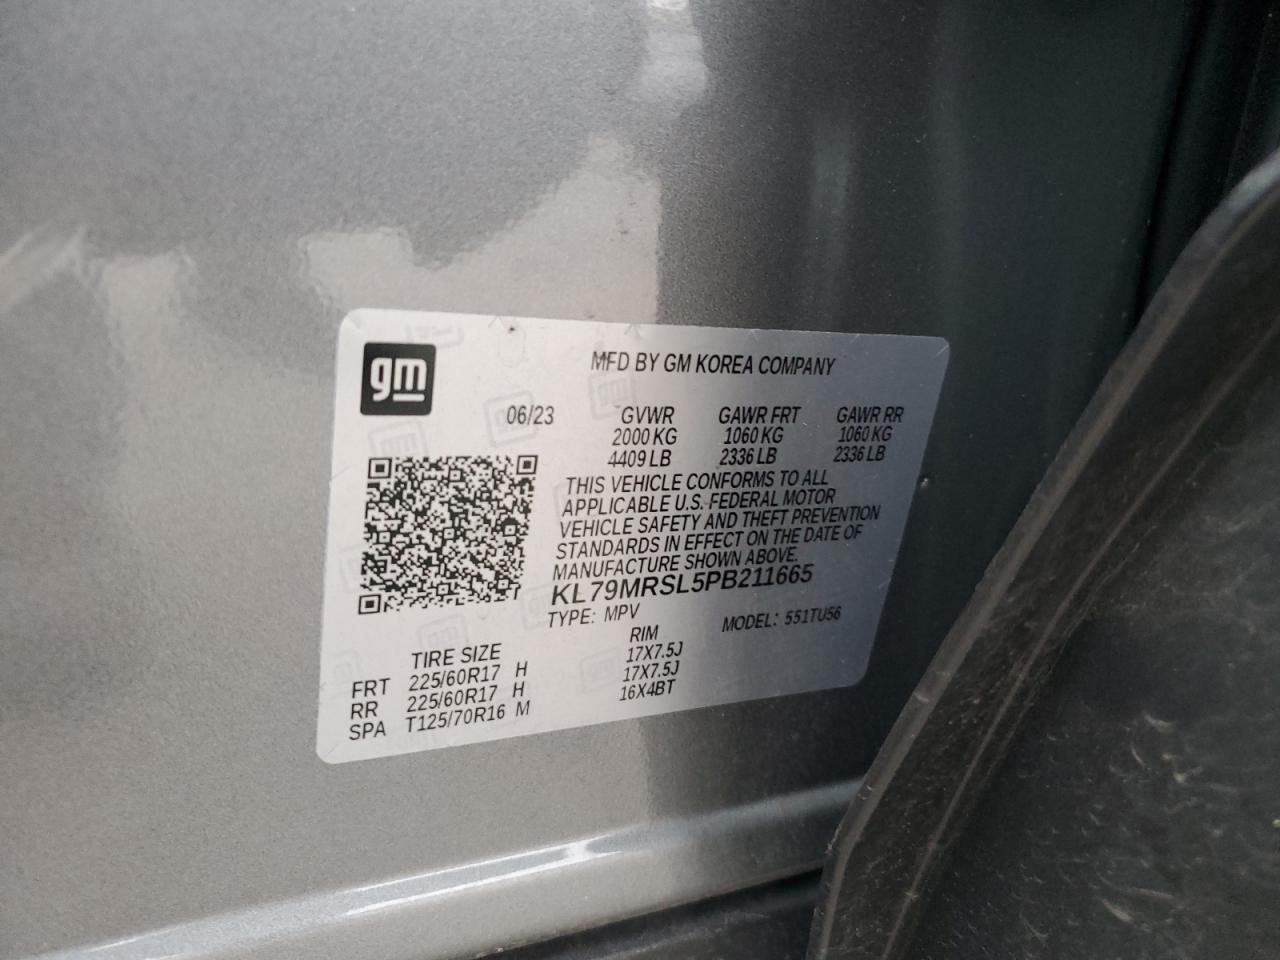 gm
MFD BY GM KOREA COMPANY
06/23 GVWR GAWR FRT GAWR RR
2000 KG 1060 KG 1060 KG
4409 LB 2336 LB 2336 LB
THIS VEHICLE CONFORMS TO ALL
APPLICABLE U.S. FEDERAL MOTOR
VEHICLE SAFETY AND THEFT PREVENTION
STANDARDS IN EFFECT ON THE DATE OF
MANUFACTURE SHOWN ABOVE.
KL79MRSL5PB211665
TYPE: MPV MODEL: 551TU56
TIRE SIZE RIM
FRT 225/60R17 H 17X7.5J
RR 225/60R17 H 17X7.5J
SPA T125/70R16 M 16X4BT